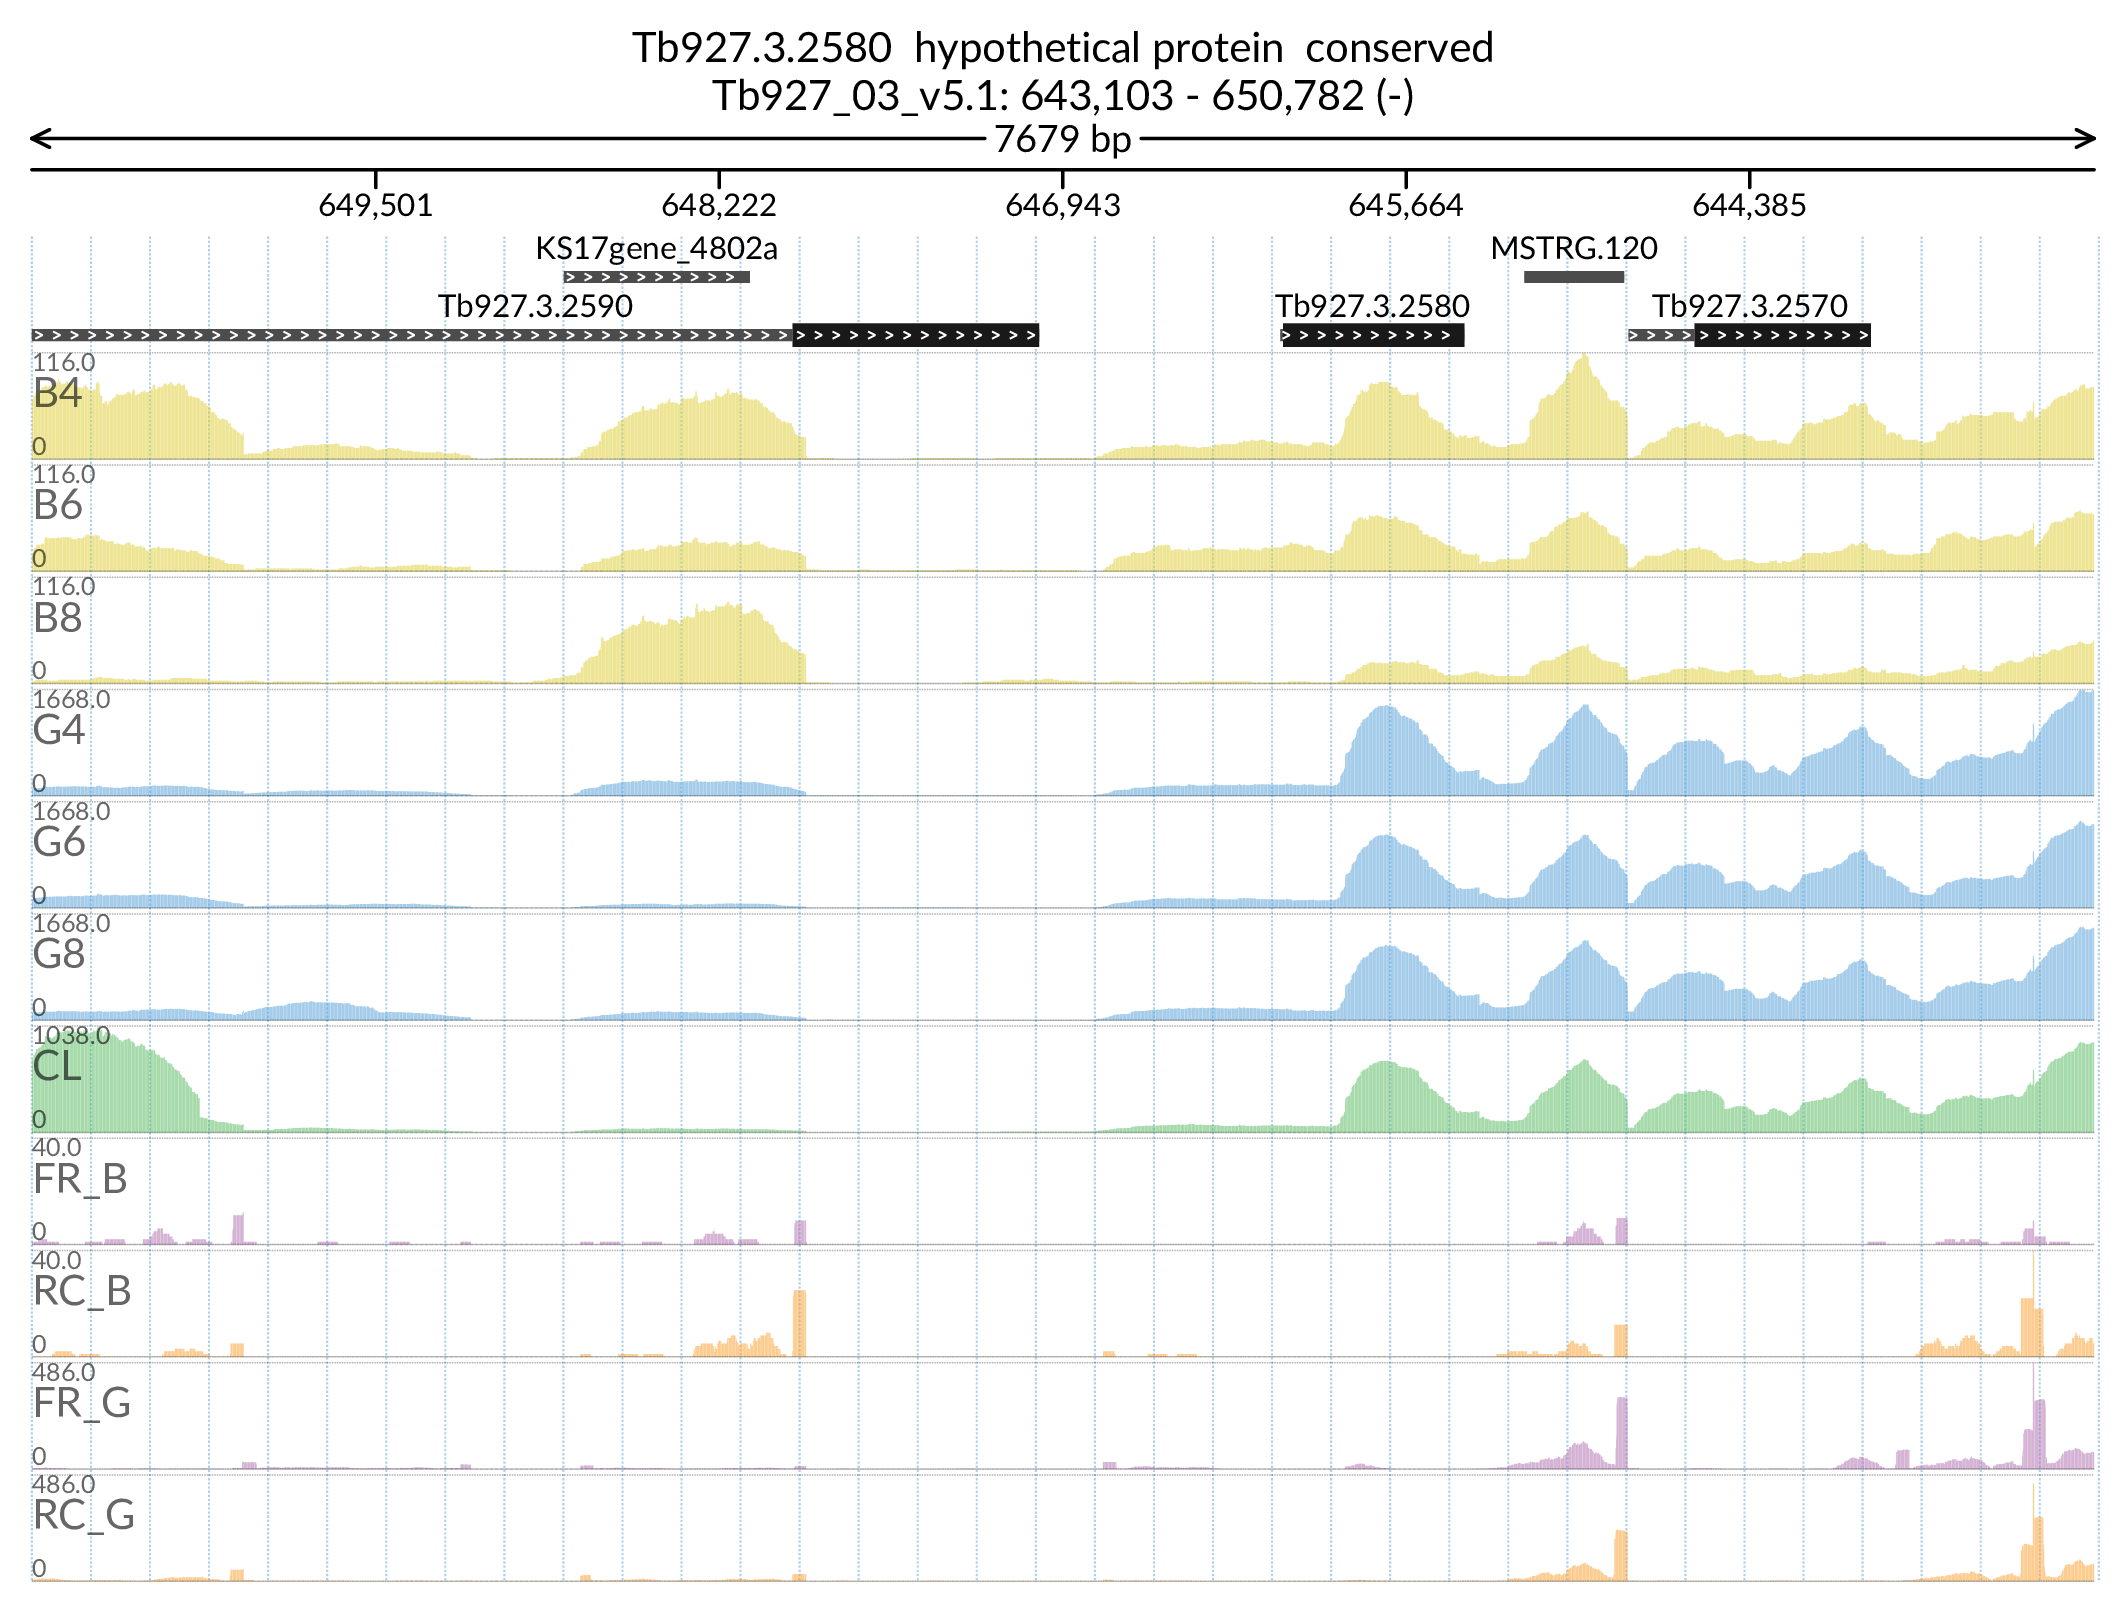 Tb927.3.2580  hypothetical protein  conserved
Tb927_03_v5.1: 643,103 - 650,782 (-)
7679 bp
649,501 648,222 646,943 645,664 644,385
KS17gene_4802a MSTRG.120
Tb927.3.2590 Tb927.3.2580 Tb927.3.2570
116.0
B4
0
116.0
B6
0
116.0
B8
0
1668.0
G4
0
1668.0
G6
0
1668.0
G8
0
1038.0
CL
0
40.0
FR_B
0
40.0
RC_B
0
486.0
FR_G
0
486.0
RC_G
0